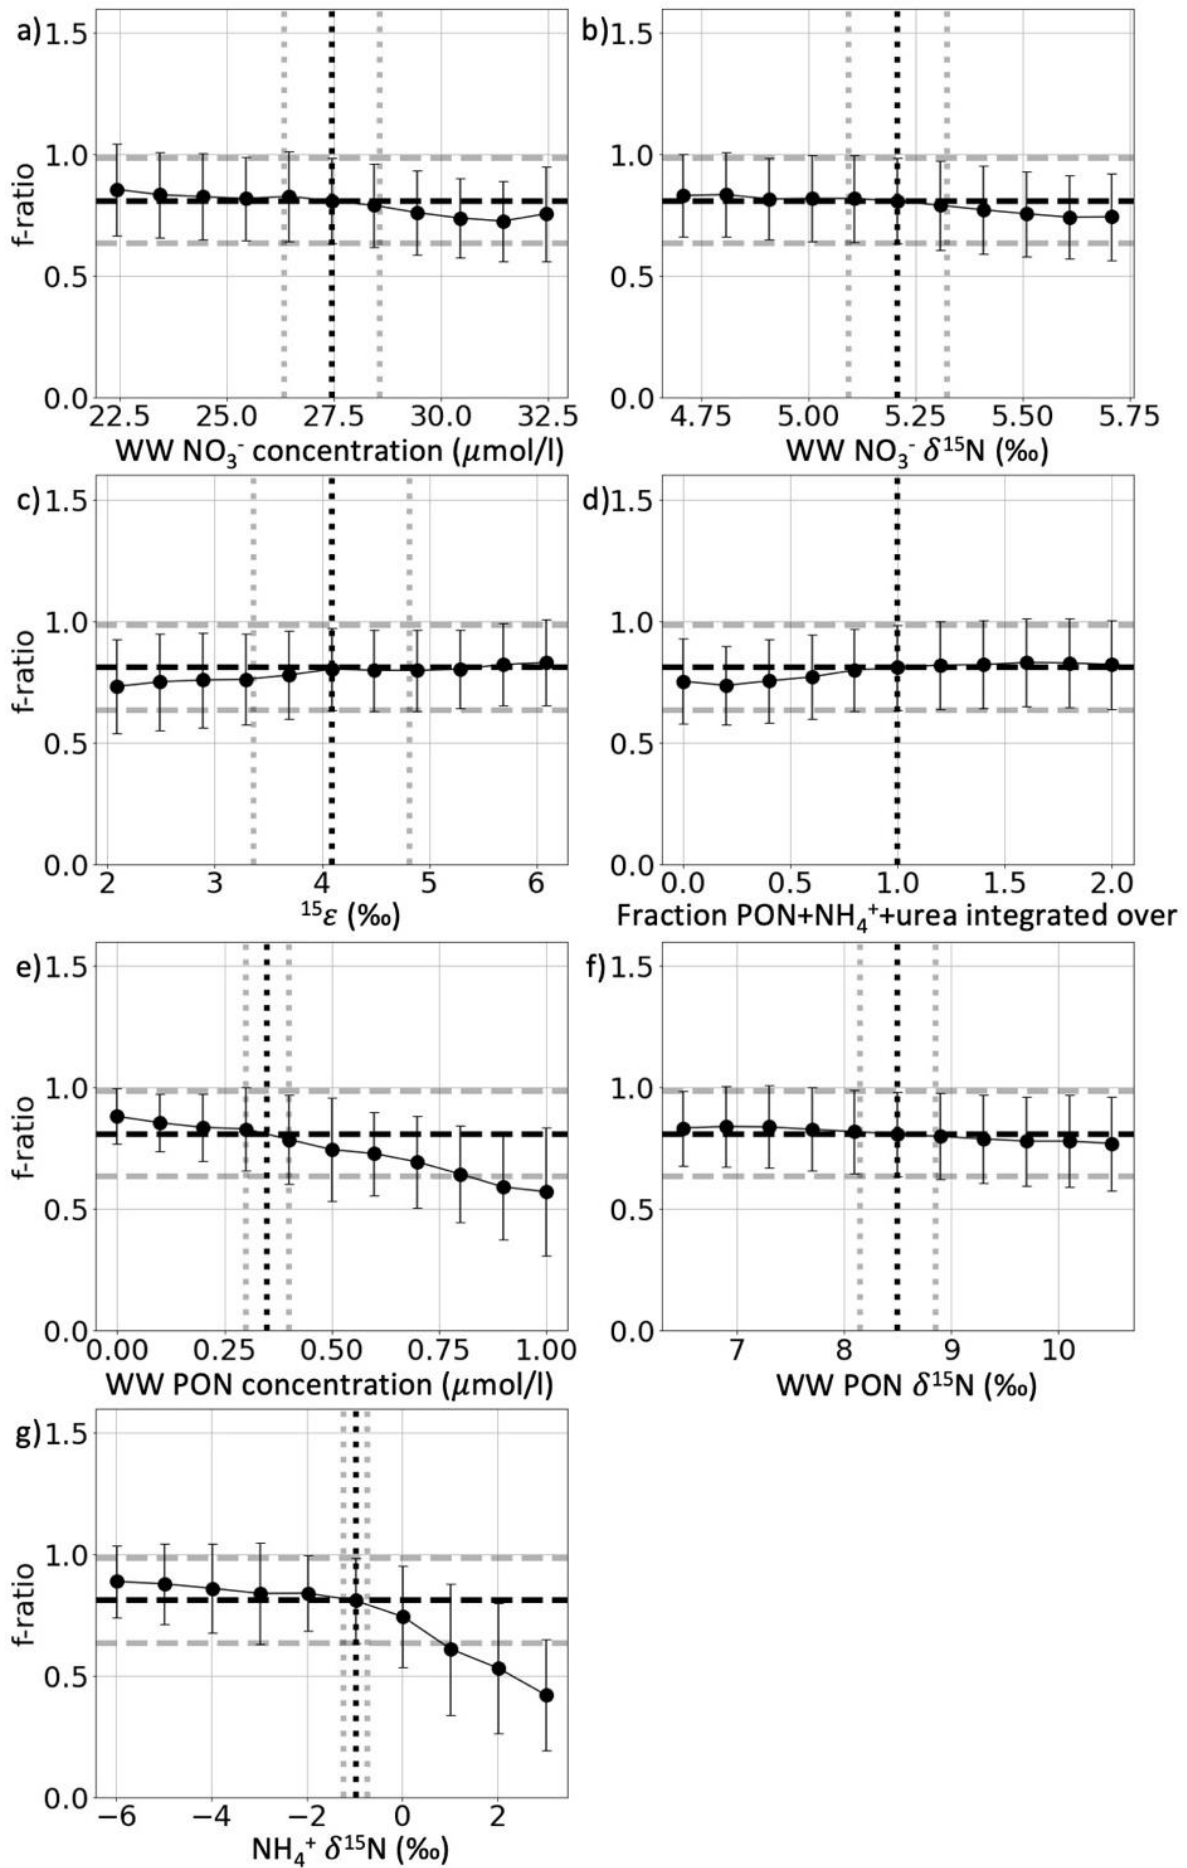 a) 1.5
1.0
0.5
0.0
f-ratio
22.5 25.0 27.5 30.0 32.5
WW NO₃⁻ concentration (μmol/l)
b) 1.5
1.0
0.5
0.0
4.75 5.00 5.25 5.50 5.75
WW NO₃⁻ δ¹⁵N (‰)
c) 1.5
1.0
0.5
0.0
f-ratio
2 3 4 5 6
¹⁵ε (‰)
d) 1.5
1.0
0.5
0.0
0.0 0.5 1.0 1.5 2.0
Fraction PON+NH₄⁺+urea integrated over
e) 1.5
1.0
0.5
0.0
f-ratio
0.00 0.25 0.50 0.75 1.00
WW PON concentration (μmol/l)
f) 1.5
1.0
0.5
0.0
7 8 9 10
WW PON δ¹⁵N (‰)
g) 1.5
1.0
0.5
0.0
f-ratio
−6 −4 −2 0 2
NH₄⁺ δ¹⁵N (‰)